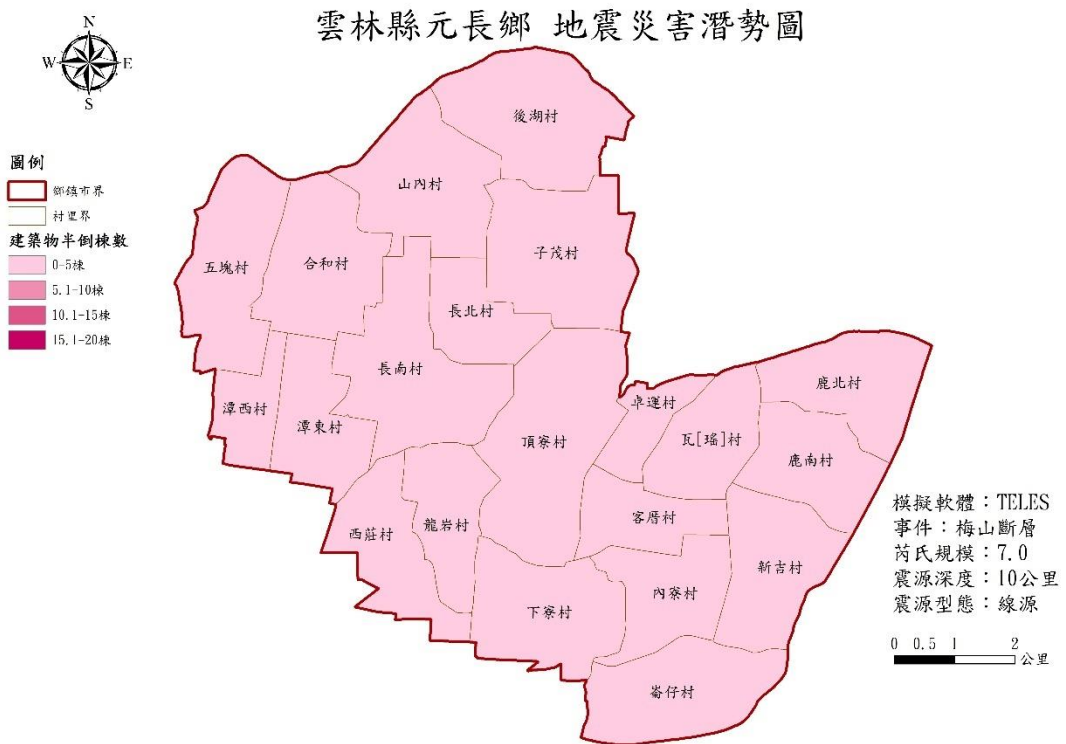 雲林縣元長鄉 地震災害潛勢圖
N
W
E
S
圖例
鄉鎮市界
村里界
建築物半倒棟數
0-5棟
5.1-10棟
10.1-15棟
15.1-20棟
後湖村
山內村
子茂村
五塊村
合和村
長北村
長南村
鹿北村
卓運村
潭西村
潭東村
頂寮村
瓦[瑤]村
鹿南村
西莊村
龍岩村
客厝村
新吉村
下寮村
內寮村
崙仔村
模擬軟體：TELES
事件：梅山斷層
芮氏規模：7.0
震源深度：10公里
震源型態：線源
0 0.5 1 2
公里